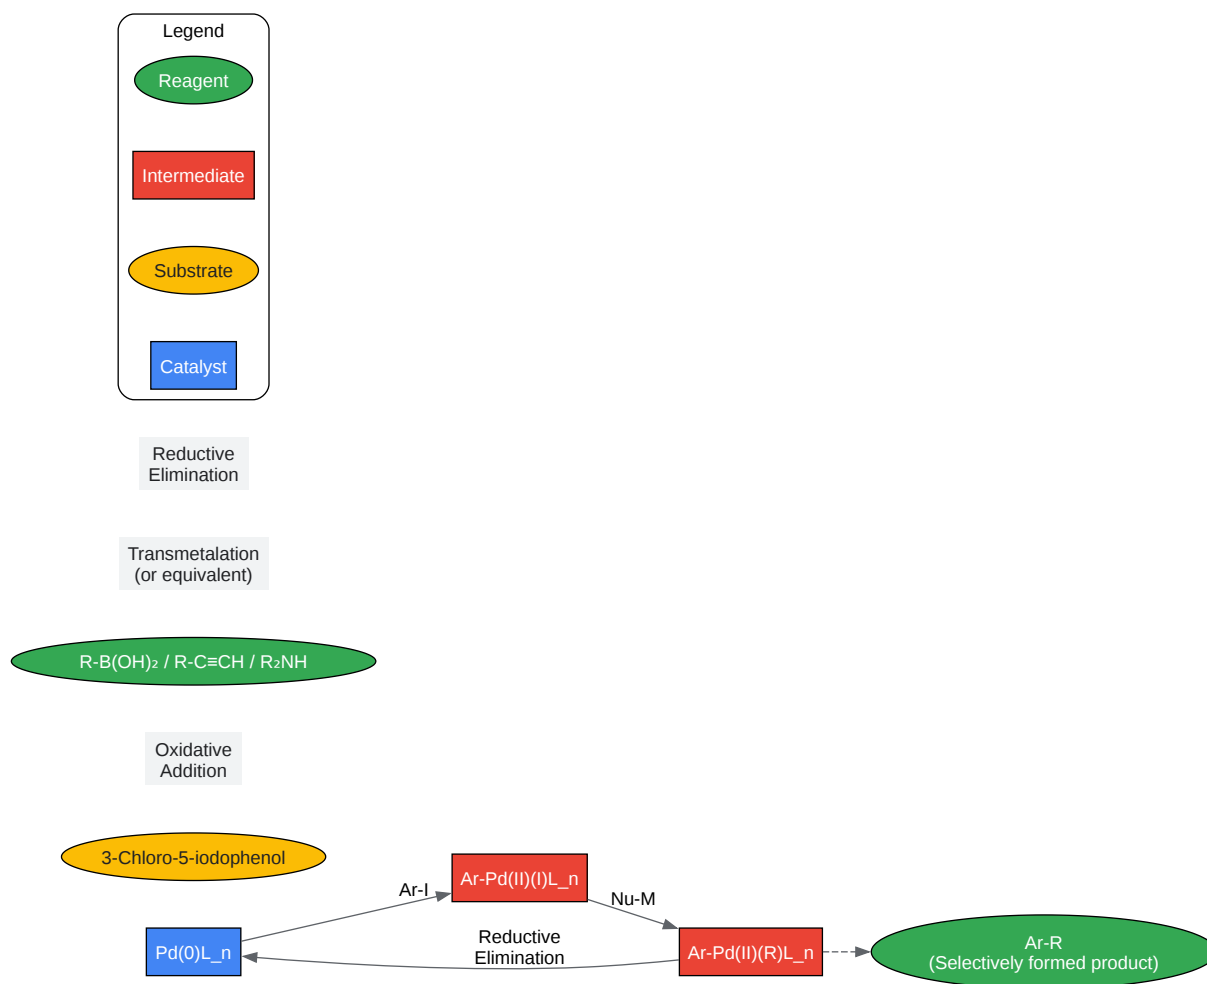 Legend
Reagent
Intermediate
Substrate
Catalyst
Reductive
Elimination
Transmetalation
(or equivalent)
R-B(OH)₂ / R-C≡CH / R₂NH
Oxidative
Addition
3-Chloro-5-iodophenol
Ar-I
Ar-Pd(II)(I)L_n
Nu-M
Pd(0)L_n
Reductive
Elimination
Ar-Pd(II)(R)L_n
Ar-R
(Selectively formed product)